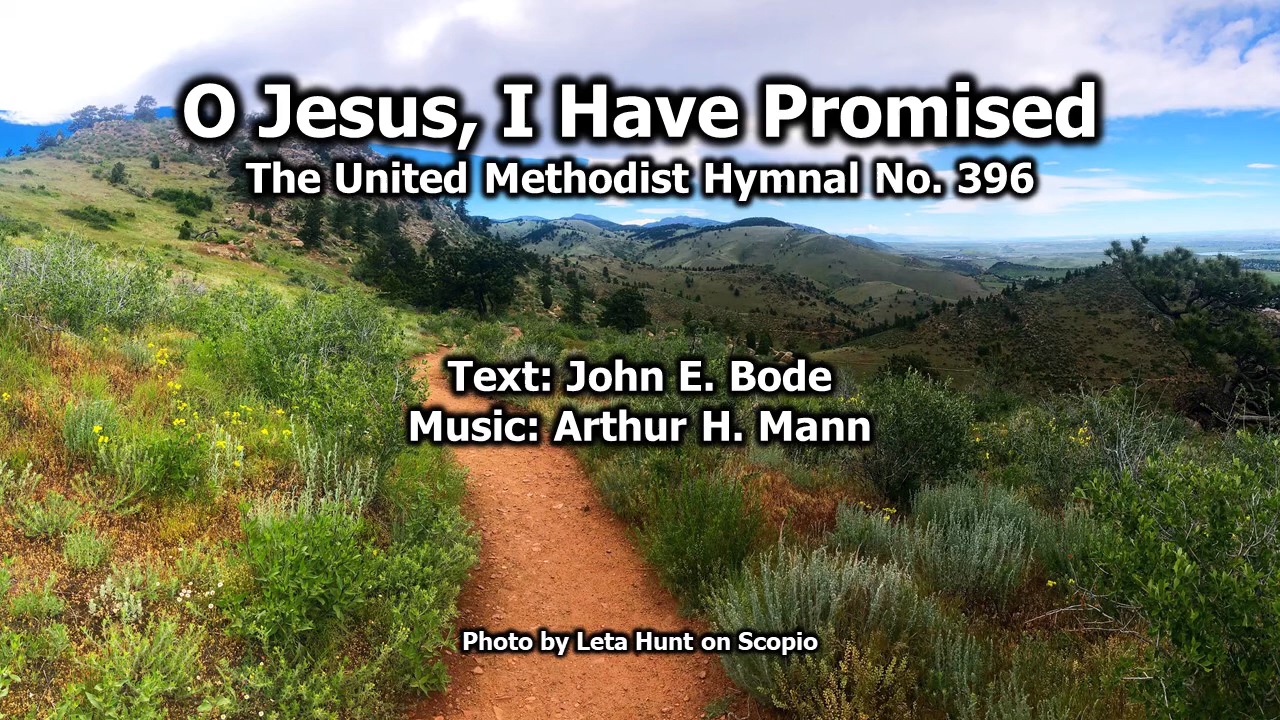 O Jesus, I Have Promised
The United Methodist Hymnal No. 396
Text: John E. Bode
Music: Arthur H. Mann
Photo by Leta Hunt on Scopio